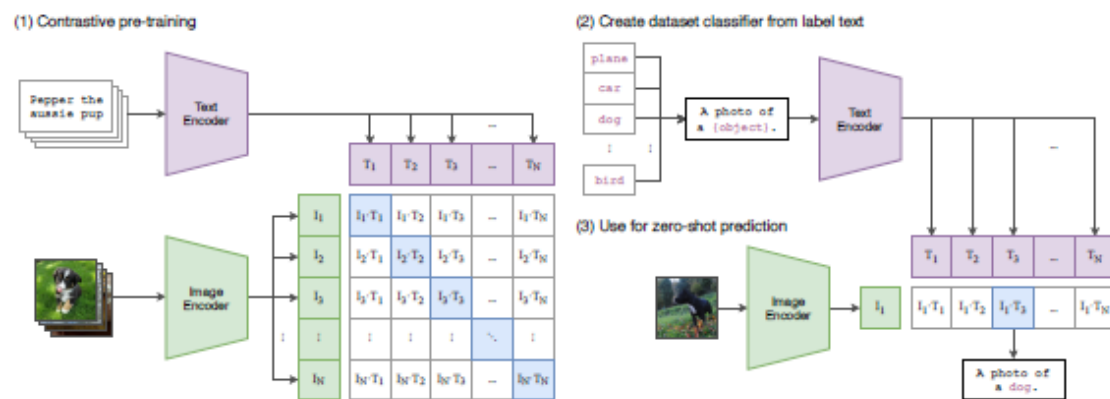 (1) Contrastive pre-training
Pepper the
aussie pup
Text
Encoder
...
T1 T2 T3 ... TN
I1 I1·T1 I1·T2 I1·T3 ... I1·TN
I2 I2·T1 I2·T2 I2·T3 ... I2·TN
Image
Encoder
I3 I3·T1 I3·T2 I3·T3 ... I3·TN
⋮ ⋮ ⋮ ⋮ ⋮ ⋱ ⋮
IN IN·T1 IN·T2 IN·T3 ... IN·TN
(2) Create dataset classifier from label text
plane
car
dog
⋮ ⋮
bird
A photo of
a {object}.
Text
Encoder
...
(3) Use for zero-shot prediction
T1 T2 T3 ... TN
Image
Encoder
I1 I1·T1 I1·T2 I1·T3 ... I1·TN
A photo of
a dog.